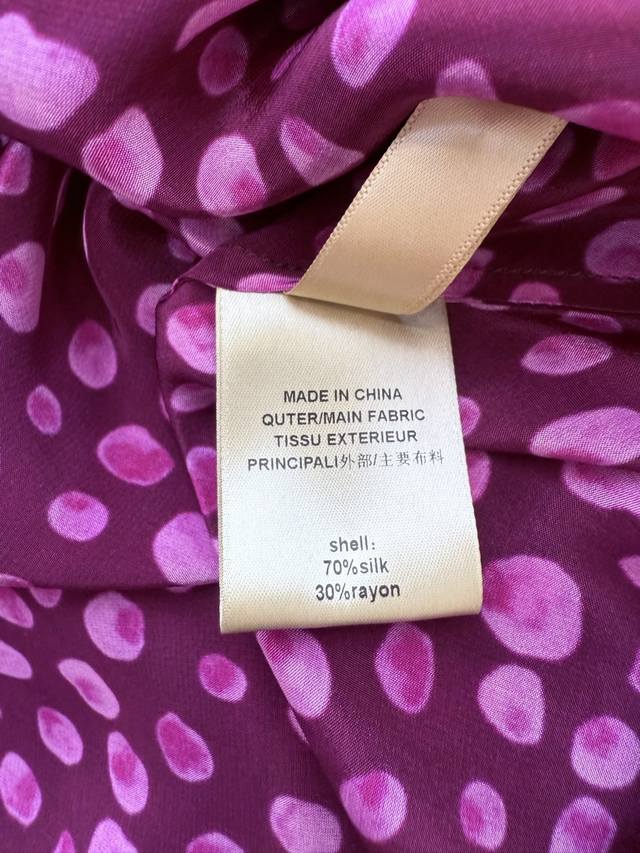 MADE IN CHINA
QUTER/MAIN FABRIC
TISSU EXTERIEUR
PRINCIPALI外部/主要布料
shell:
70%silk
30%rayon